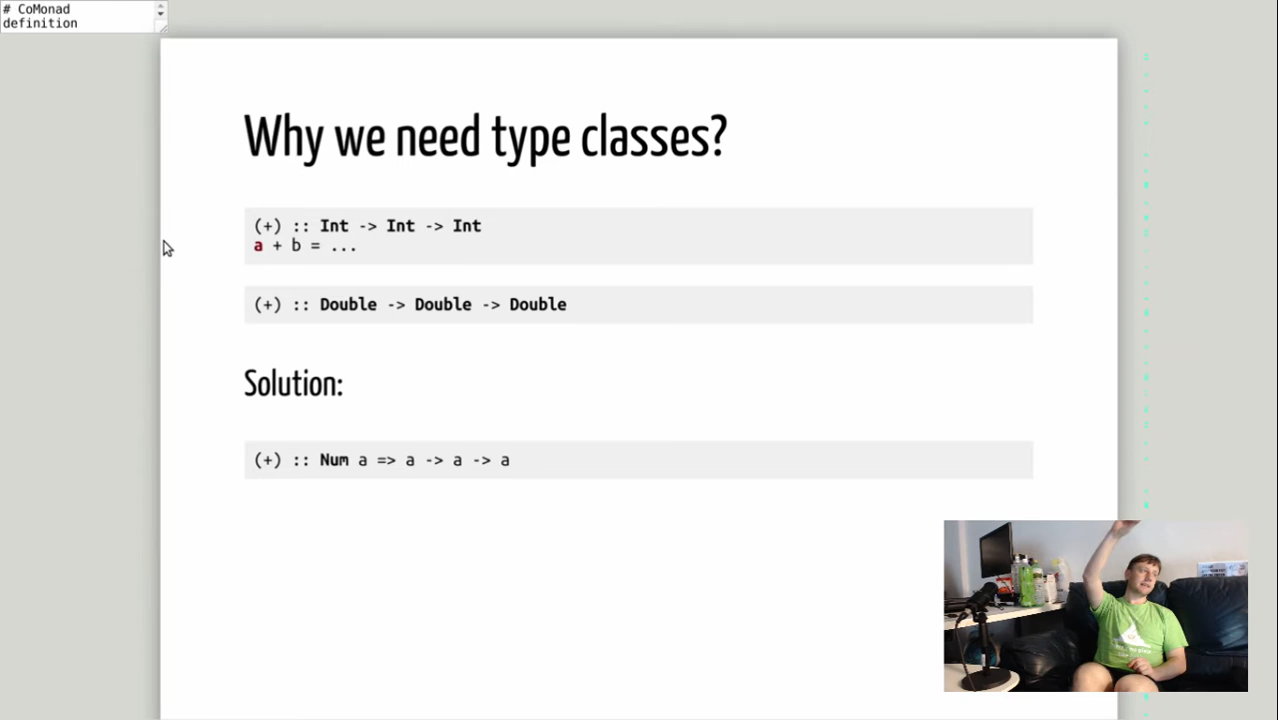 # CoMonad
definition
Why we need type classes?
(+) :: Int -> Int -> Int
a + b = ...
(+) :: Double -> Double -> Double
Solution:
(+) :: Num a => a -> a -> a